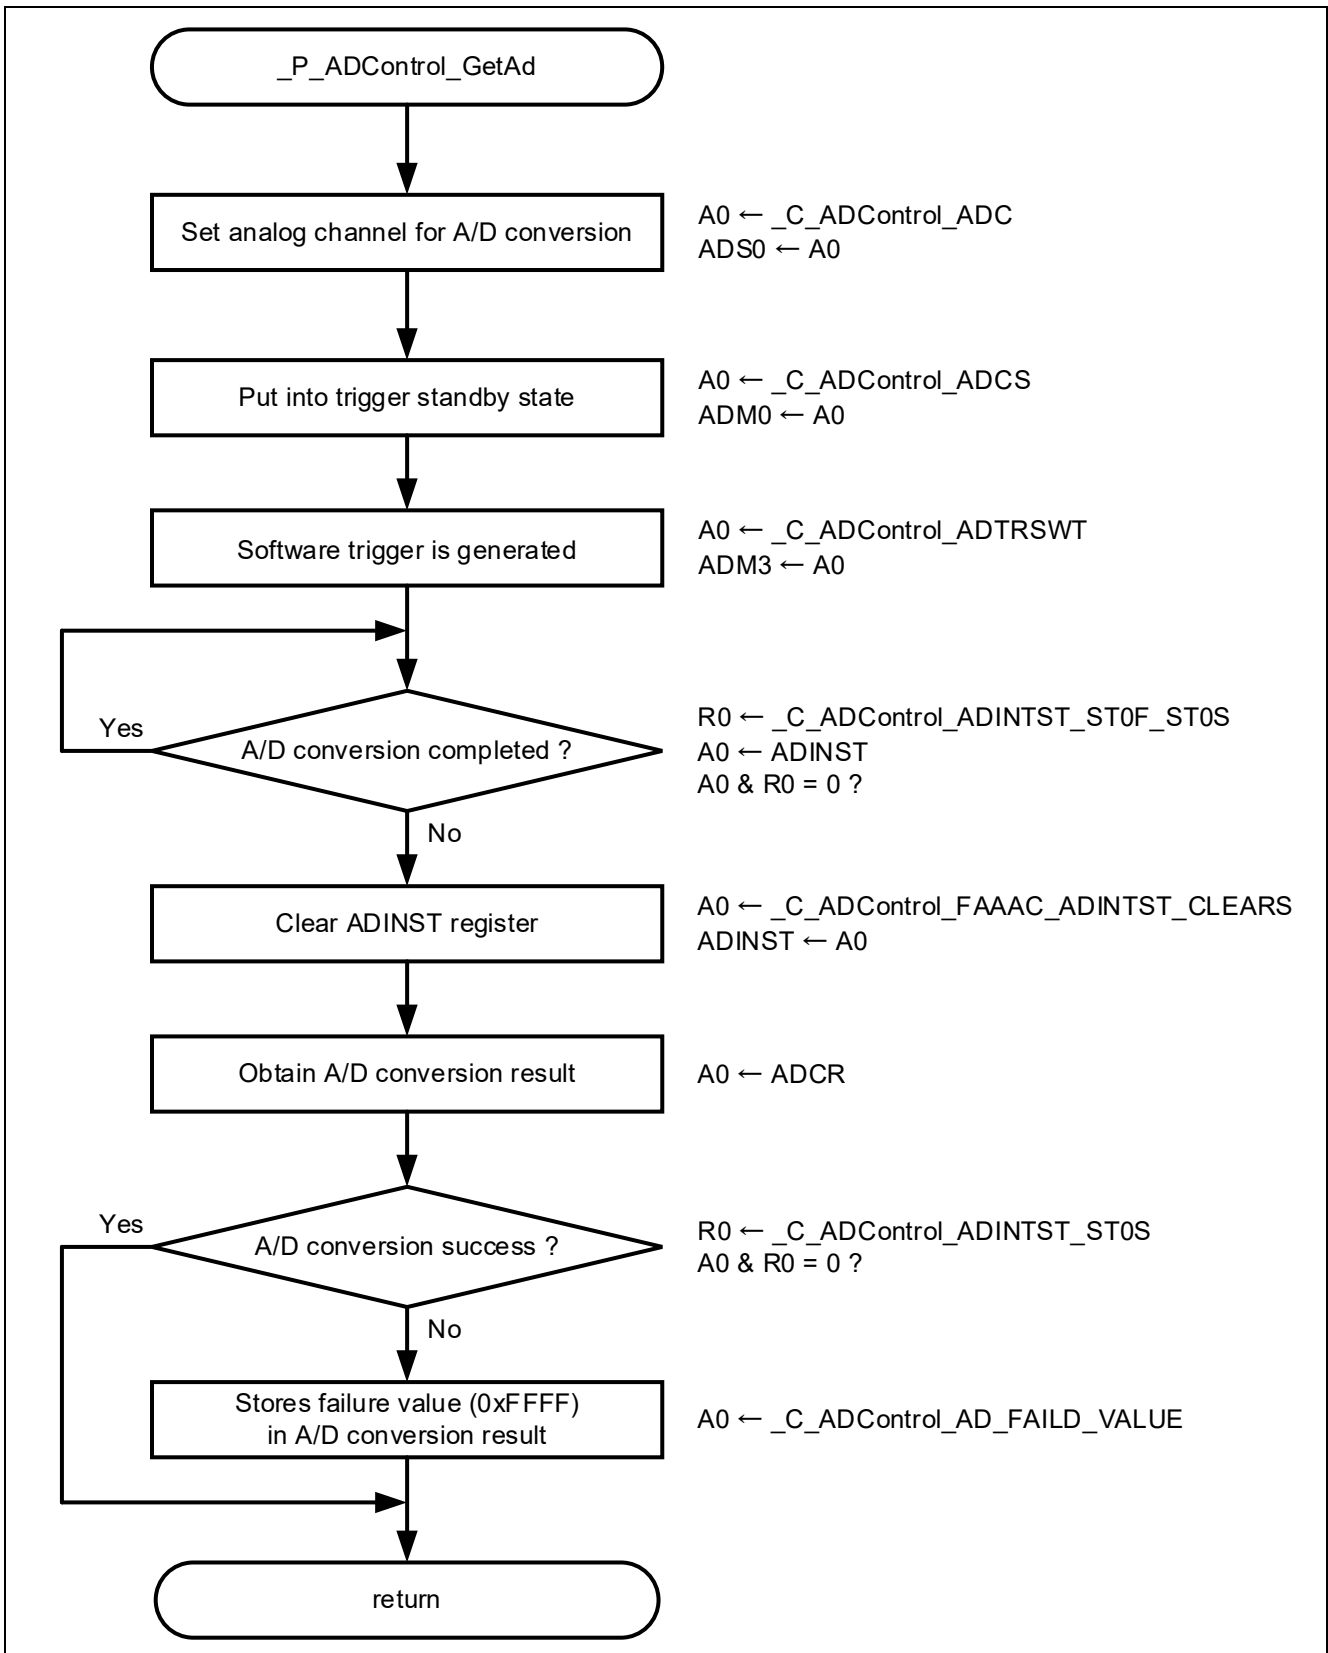 _P_ADControl_GetAd
Set analog channel for A/D conversion
A0 ← _C_ADControl_ADC
ADS0 ← A0
Put into trigger standby state
A0 ← _C_ADControl_ADCS
ADM0 ← A0
Software trigger is generated
A0 ← _C_ADControl_ADTRSWT
ADM3 ← A0
Yes
A/D conversion completed ?
R0 ← _C_ADControl_ADINTST_ST0F_ST0S
A0 ← ADINST
A0 & R0 = 0 ?
No
Clear ADINST register
A0 ← _C_ADControl_FAAAC_ADINTST_CLEARS
ADINST ← A0
Obtain A/D conversion result
A0 ← ADCR
Yes
A/D conversion success ?
R0 ← _C_ADControl_ADINTST_ST0S
A0 & R0 = 0 ?
No
Stores failure value (0xFFFF)
in A/D conversion result
A0 ← _C_ADControl_AD_FAILD_VALUE
return